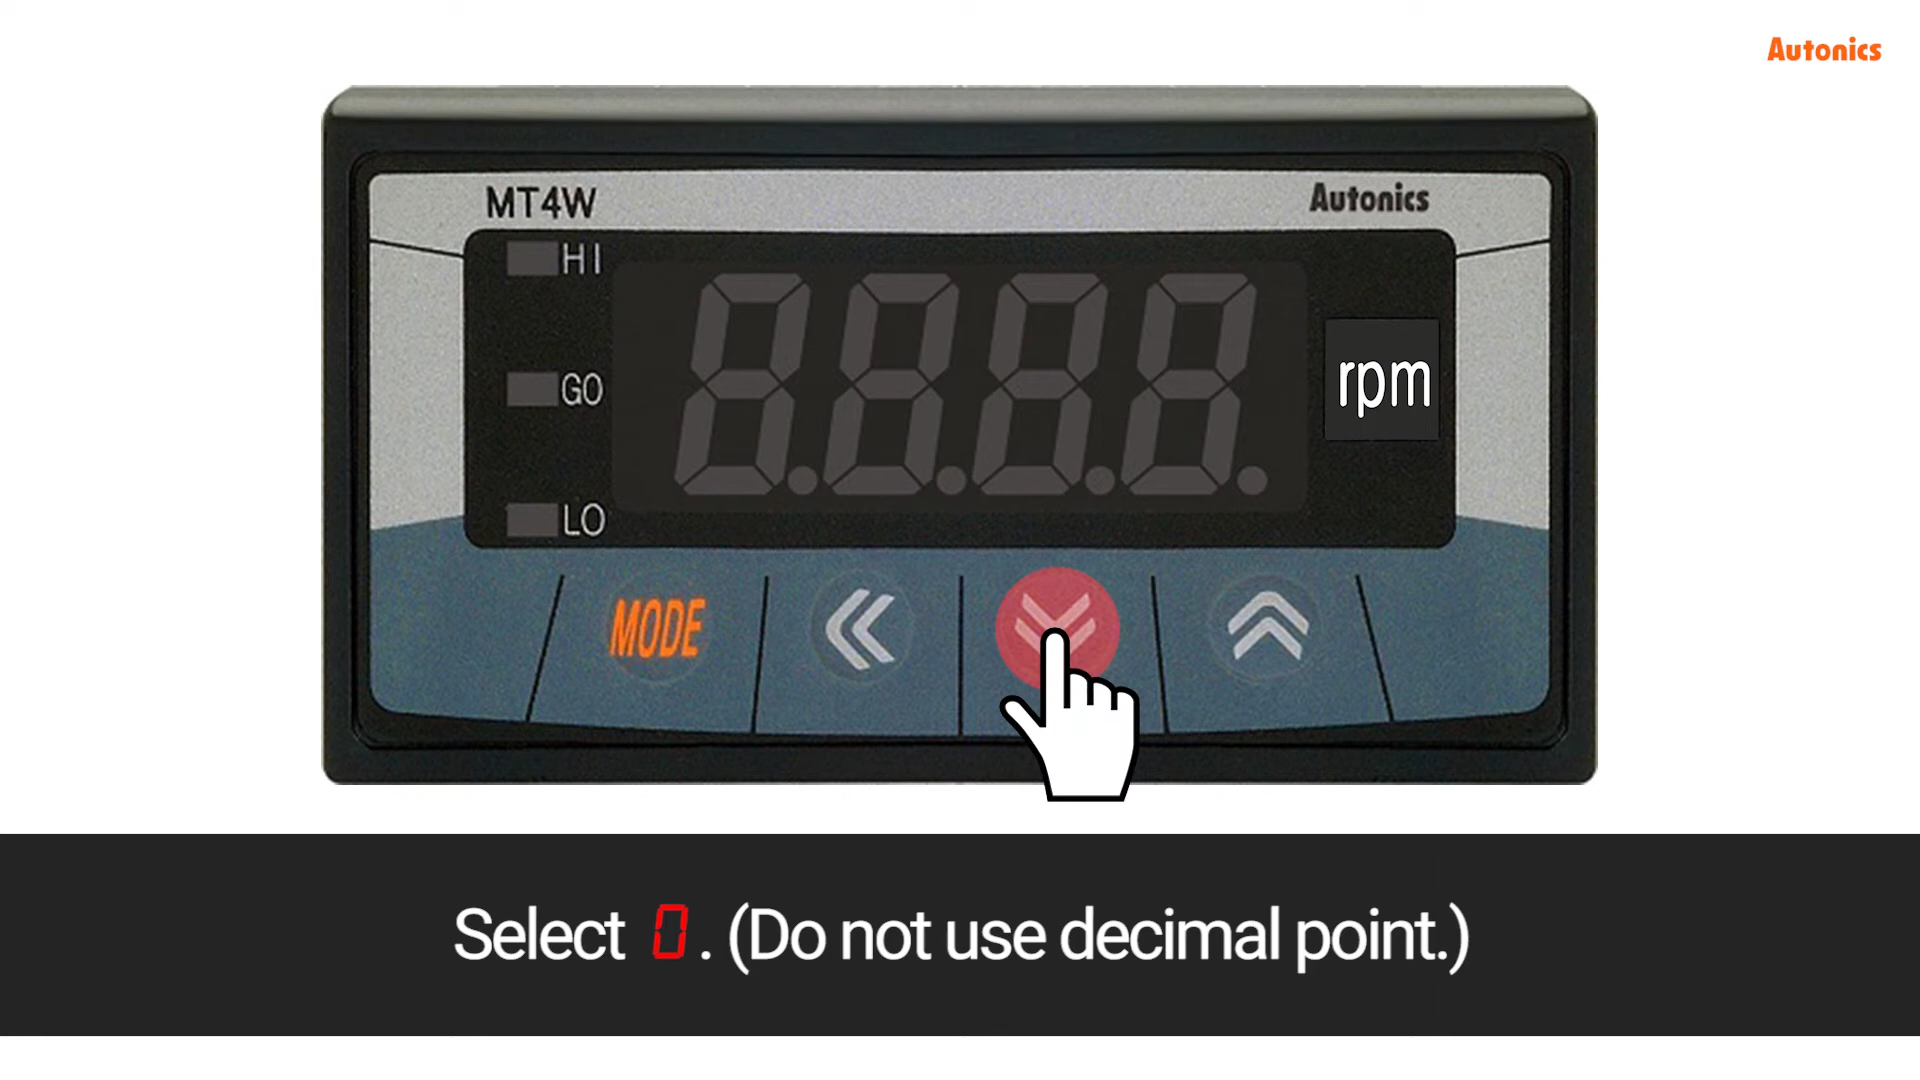 Autonics
MT4W
Autonics
HI
GO
rpm
LO
MODE
Select 0. (Do not use decimal point.)